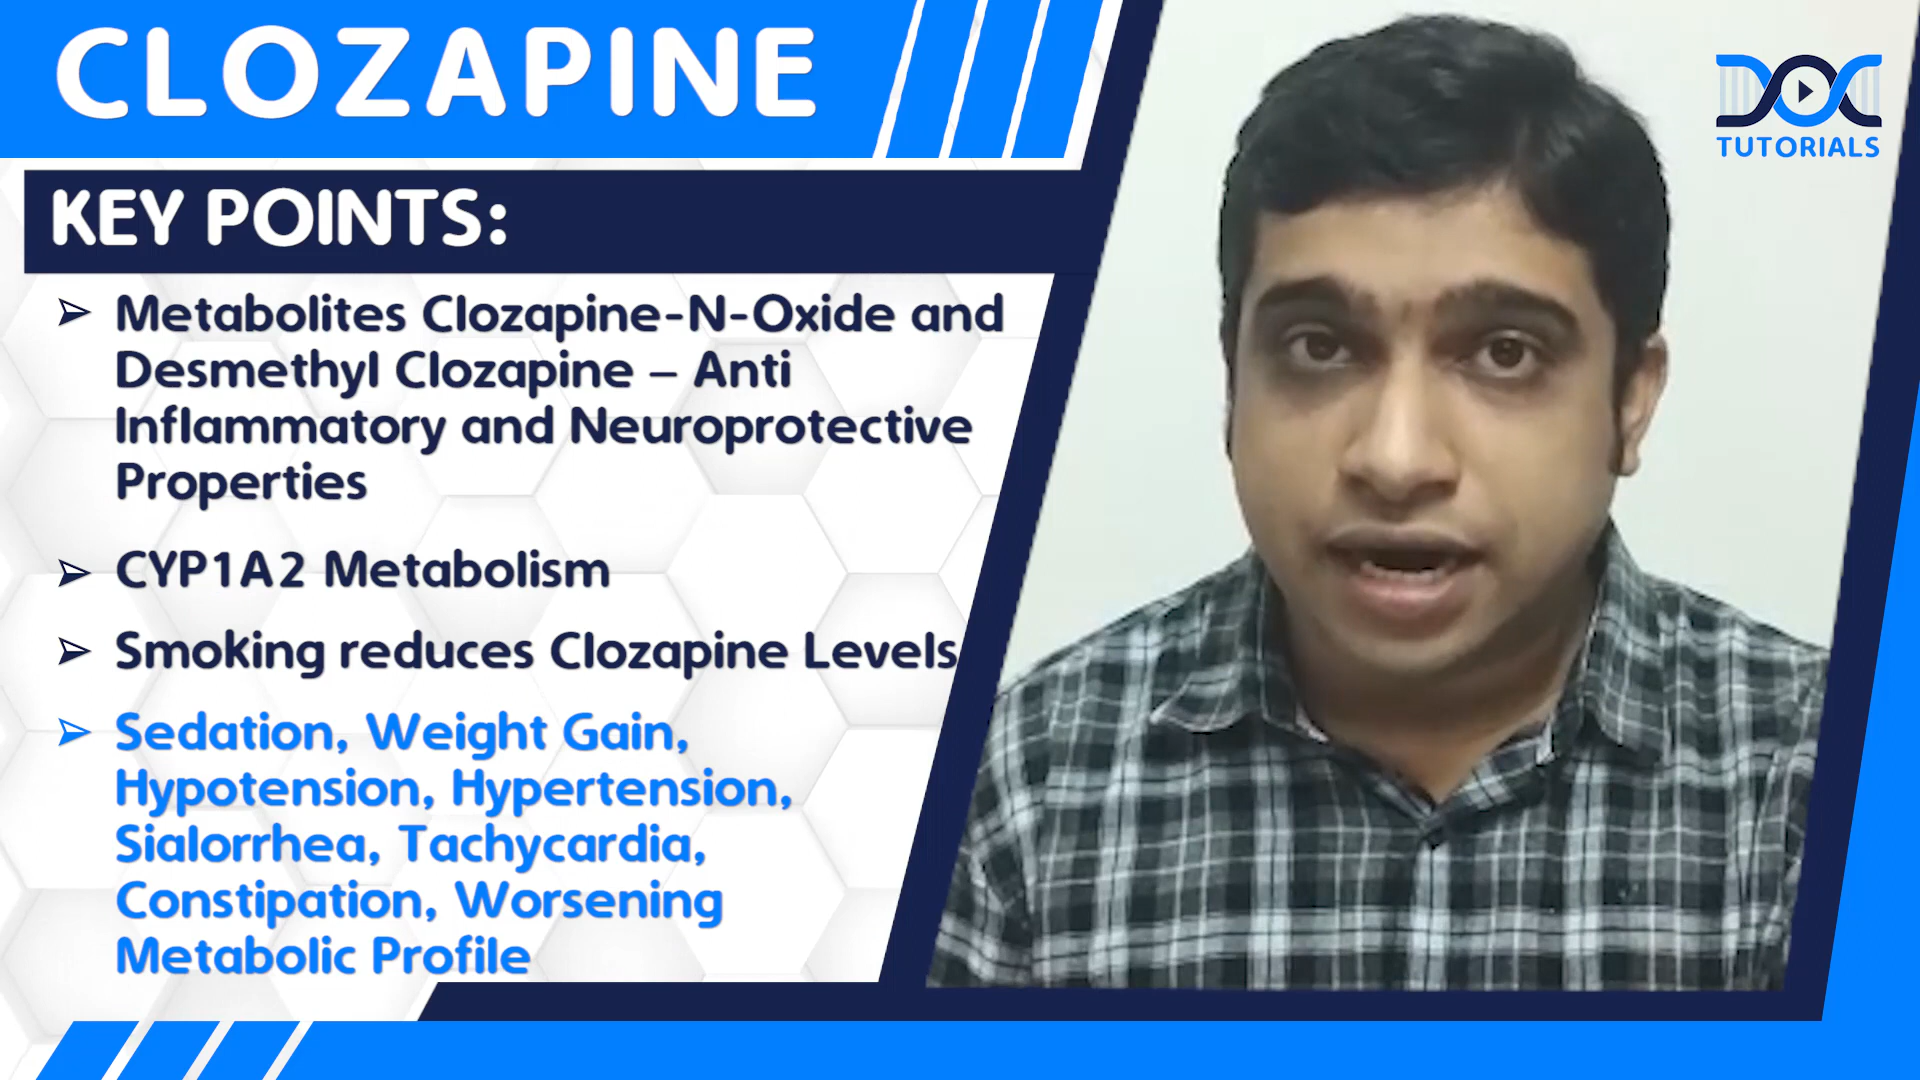 CLOZAPINE
DOC
TUTORIALS
KEY POINTS:
➢ Metabolites Clozapine-N-Oxide and
Desmethyl Clozapine – Anti
Inflammatory and Neuroprotective
Properties
➢ CYP1A2 Metabolism
➢ Smoking reduces Clozapine Levels
➢ Sedation, Weight Gain,
Hypotension, Hypertension,
Sialorrhea, Tachycardia,
Constipation, Worsening
Metabolic Profile